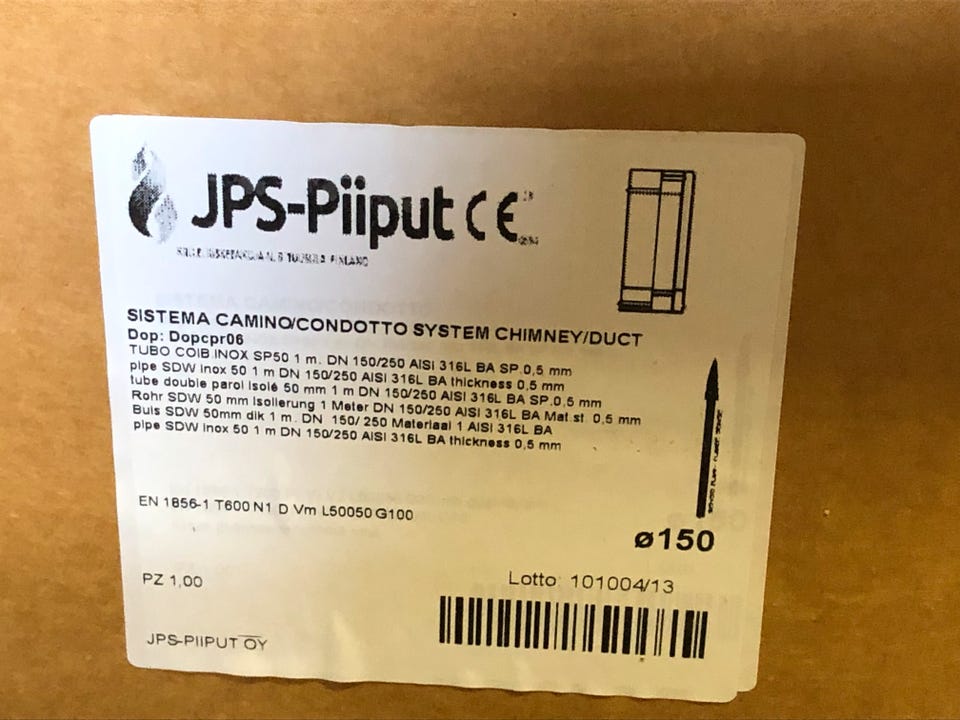 JPS-Piiput CE
FINLAND
SISTEMA CAMINO/CONDOTTO SYSTEM CHIMNEY/DUCT
Dop: Dopcpr06
TUBO COIB.INOX SP50 1 m. DN 150/250 AISI 316L BA SP.0,5 mm
pipe SDW inox 50 1 m DN 150/250 AISI 316L BA thickness 0,5 mm
tube double paroi isolé 50 mm 1 m DN 150/250 AISI 316L BA SP.0,5 mm
Rohr SDW 50 mm Isolierung 1 Meter DN 150/250 AISI 316L BA Mat.st 0,5 mm
Buis SDW 50mm dik 1 m. DN 150/250 Materiaal 1 AISI 316L BA
pipe SDW inox 50 1 m DN 150/250 AISI 316L BA thickness 0,5 mm
EN 1856-1 T600 N1 D Vm L50050 G100
ø150
PZ 1,00
Lotto: 101004/13
JPS-PIIPUT OY